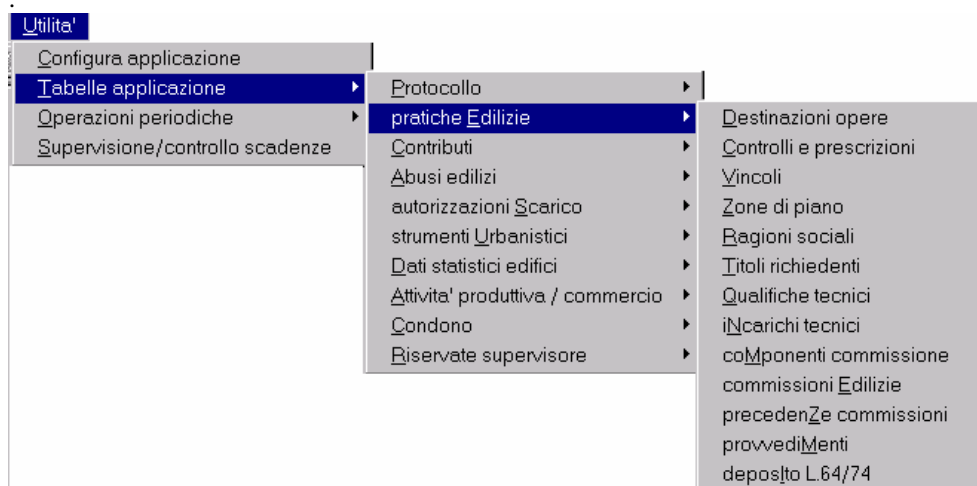 .
Utilita'
Configura applicazione
Tabelle applicazione
Operazioni periodiche
Supervisione/controllo scadenze
Protocollo
pratiche Edilizie
Contributi
Abusi edilizi
autorizzazioni Scarico
strumenti Urbanistici
Dati statistici edifici
Attivita' produttiva / commercio
Condono
Riservate supervisore
Destinazioni opere
Controlli e prescrizioni
Vincoli
Zone di piano
Ragioni sociali
Titoli richiedenti
Qualifiche tecnici
iNcarichi tecnici
coMponenti commissione
commissioni Edilizie
precedenZe commissioni
provvediMenti
deposIto L.64/74